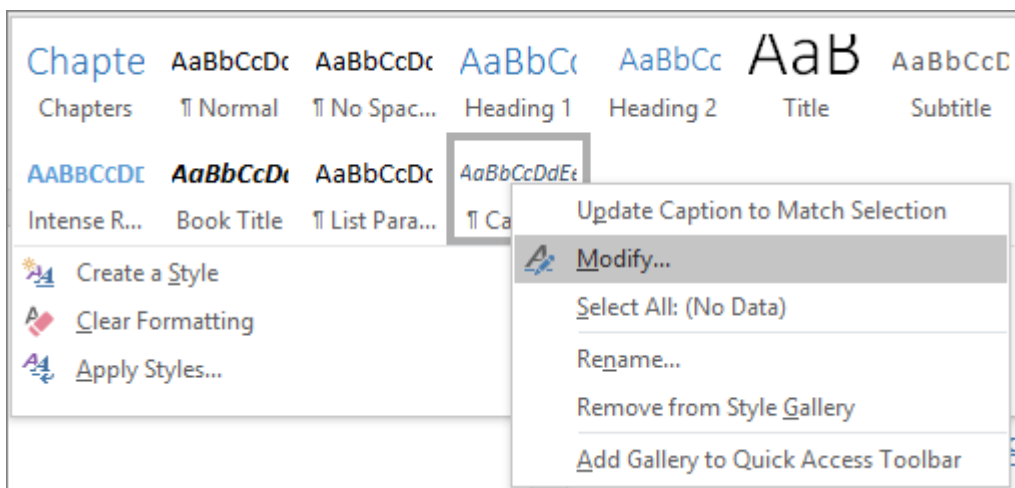 Chapte AaBbCcDc AaBbCcDc AaBbCc AaBbCc AaB AaBbCcD
Chapters ¶ Normal ¶ No Spac... Heading 1 Heading 2 Title Subtitle
AABBCCDE AaBbCcDc AaBbCcDc AaBbCcDdEe
Intense R... Book Title ¶ List Para... ¶ Ca
Update Caption to Match Selection
Modify...
Select All: (No Data)
Rename...
Remove from Style Gallery
Add Gallery to Quick Access Toolbar
Create a Style
Clear Formatting
Apply Styles...